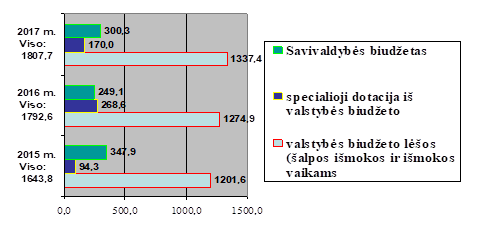 2017 m.
Viso:
1807,7
300,3
170,0
1337,4
2016 m.
Viso:
1792,6
249,1
268,6
1274,9
2015 m.
Viso:
1643,8
347,9
94,3
1201,6
0,0 500,0 1000,0 1500,0
Savivaldybės biudžetas
specialioji dotacija iš
valstybės biudžeto
valstybės biudžeto lėšos
(šalpos išmokos ir išmokos
vaikams